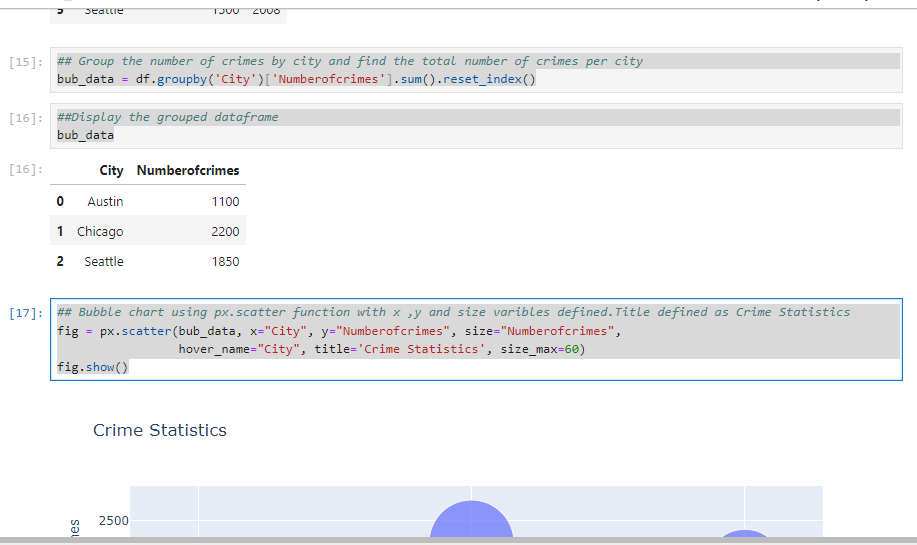 5 Seattle 1500 2008
[15]: ## Group the number of crimes by city and find the total number of crimes per city
bub_data = df.groupby('City')['Numberofcrimes'].sum().reset_index()
[16]: ##Display the grouped dataframe
bub_data
[16]: City Numberofcrimes
0 Austin 1100
1 Chicago 2200
2 Seattle 1850
[17]: ## Bubble chart using px.scatter function with x ,y and size varibles defined.Title defined as Crime Statistics
fig = px.scatter(bub_data, x="City", y="Numberofcrimes", size="Numberofcrimes",
hover_name="City", title='Crime Statistics', size_max=60)
fig.show()
Crime Statistics
2500